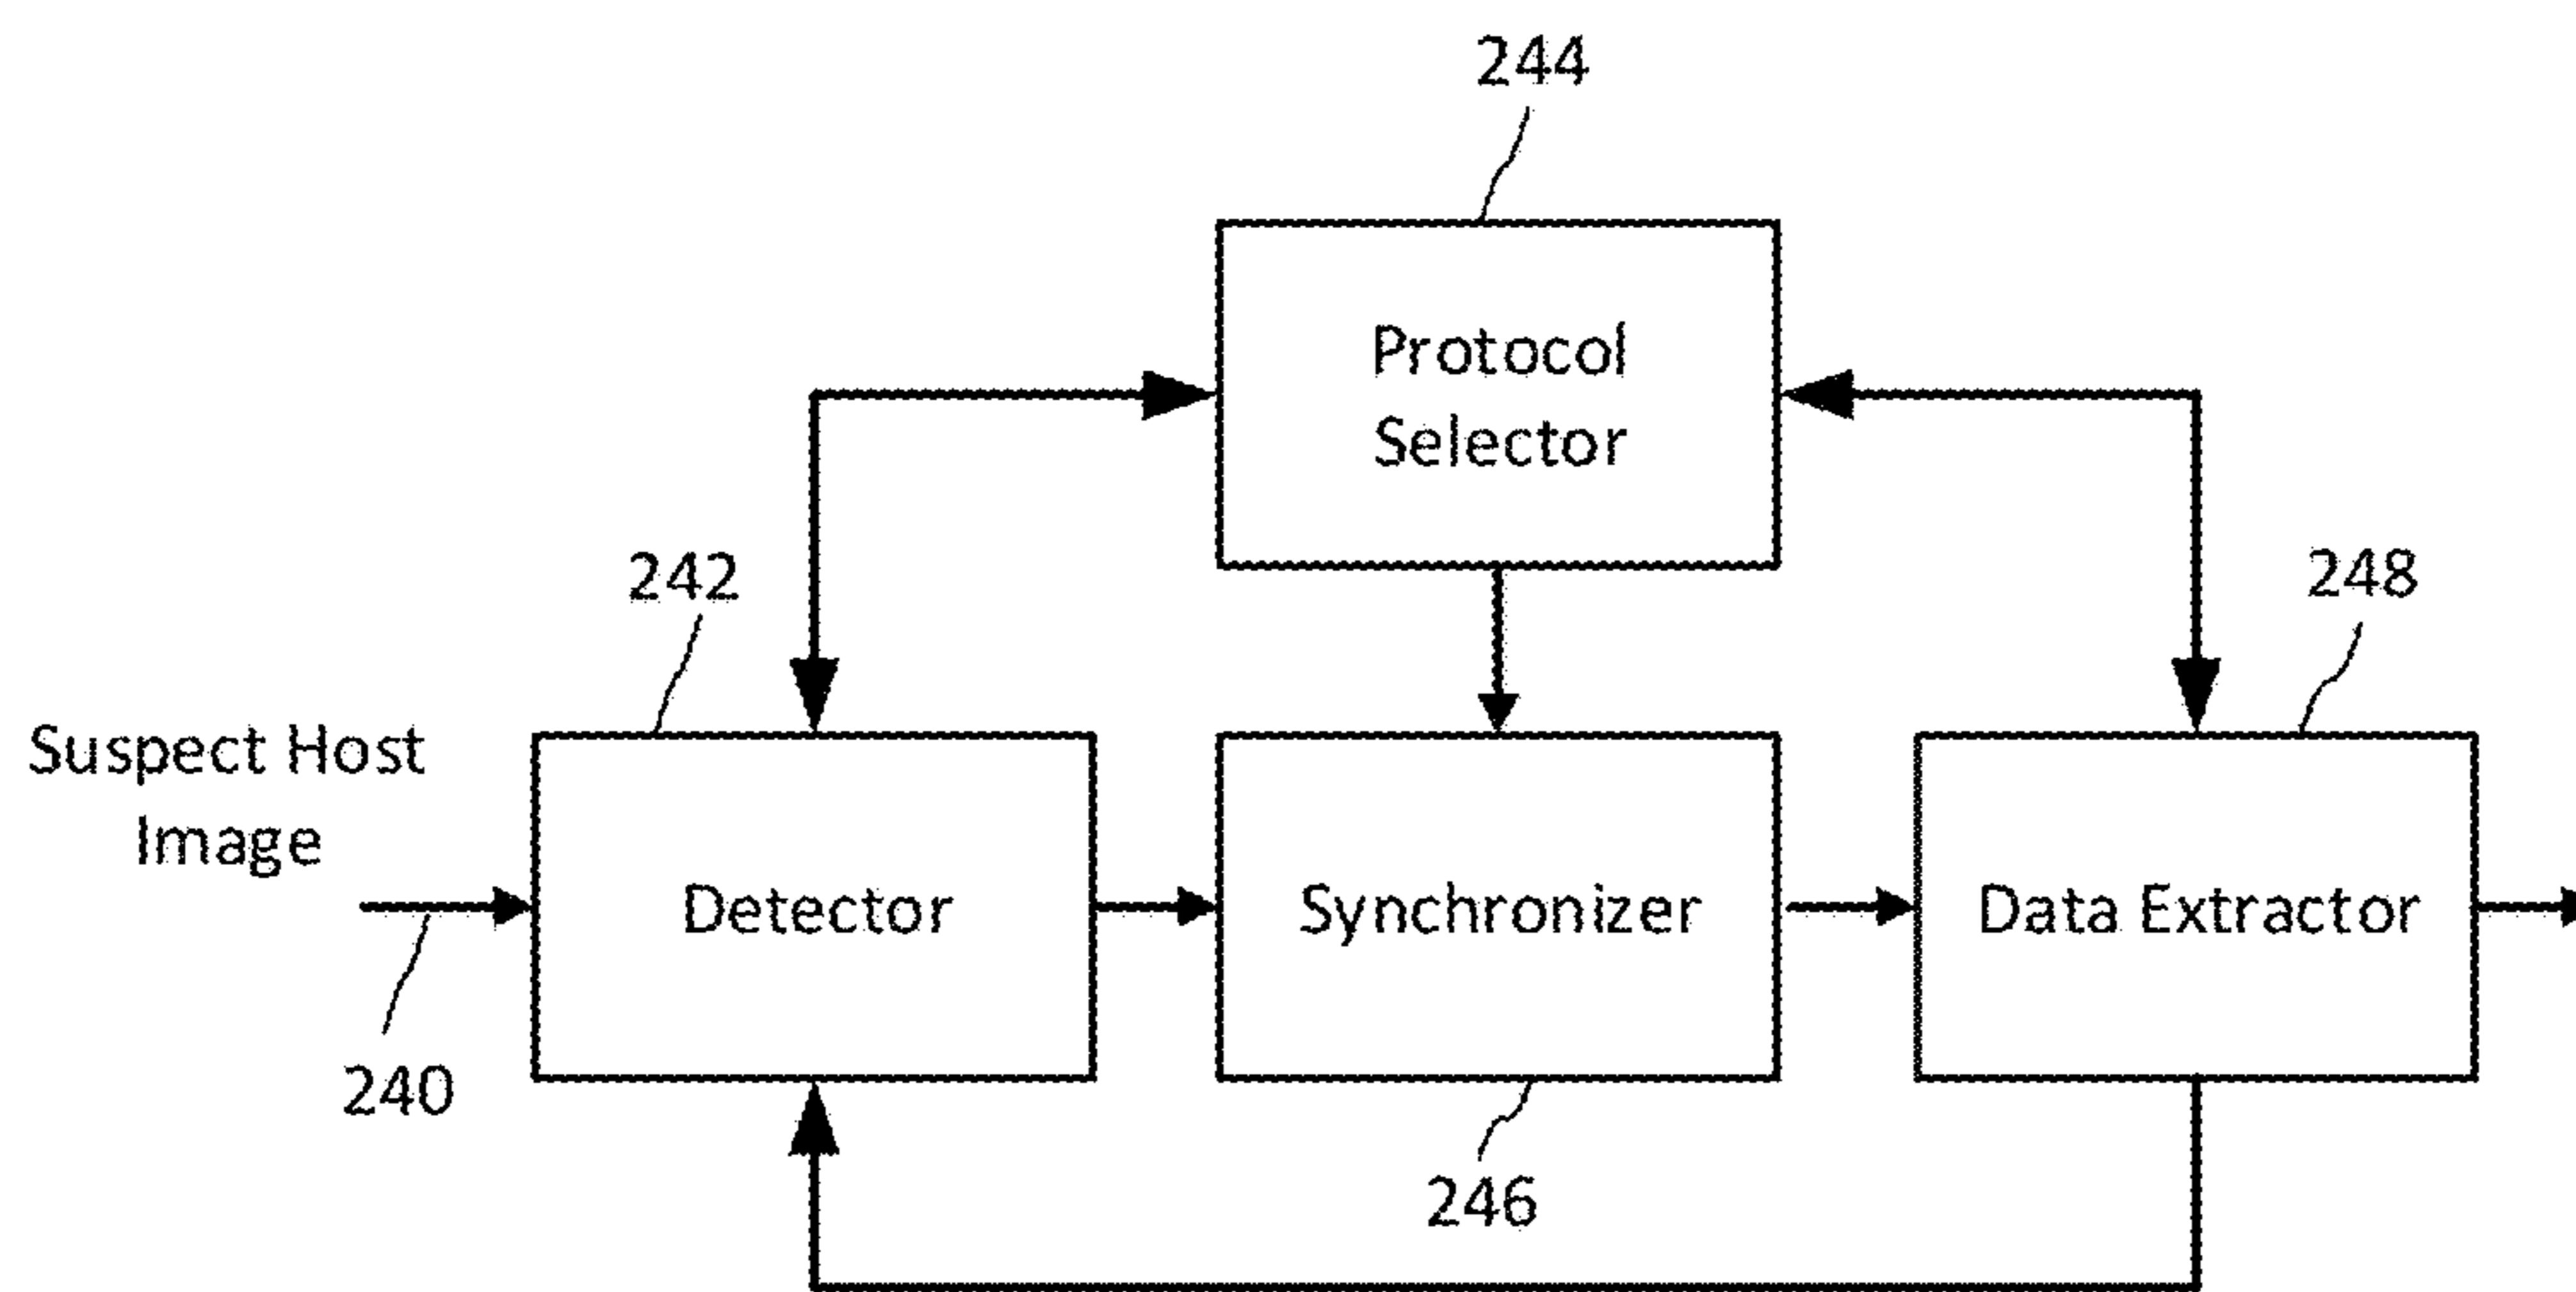 244
Protocol
Selector
242
248
Suspect Host
Image
Detector
Synchronizer
Data Extractor
240
246